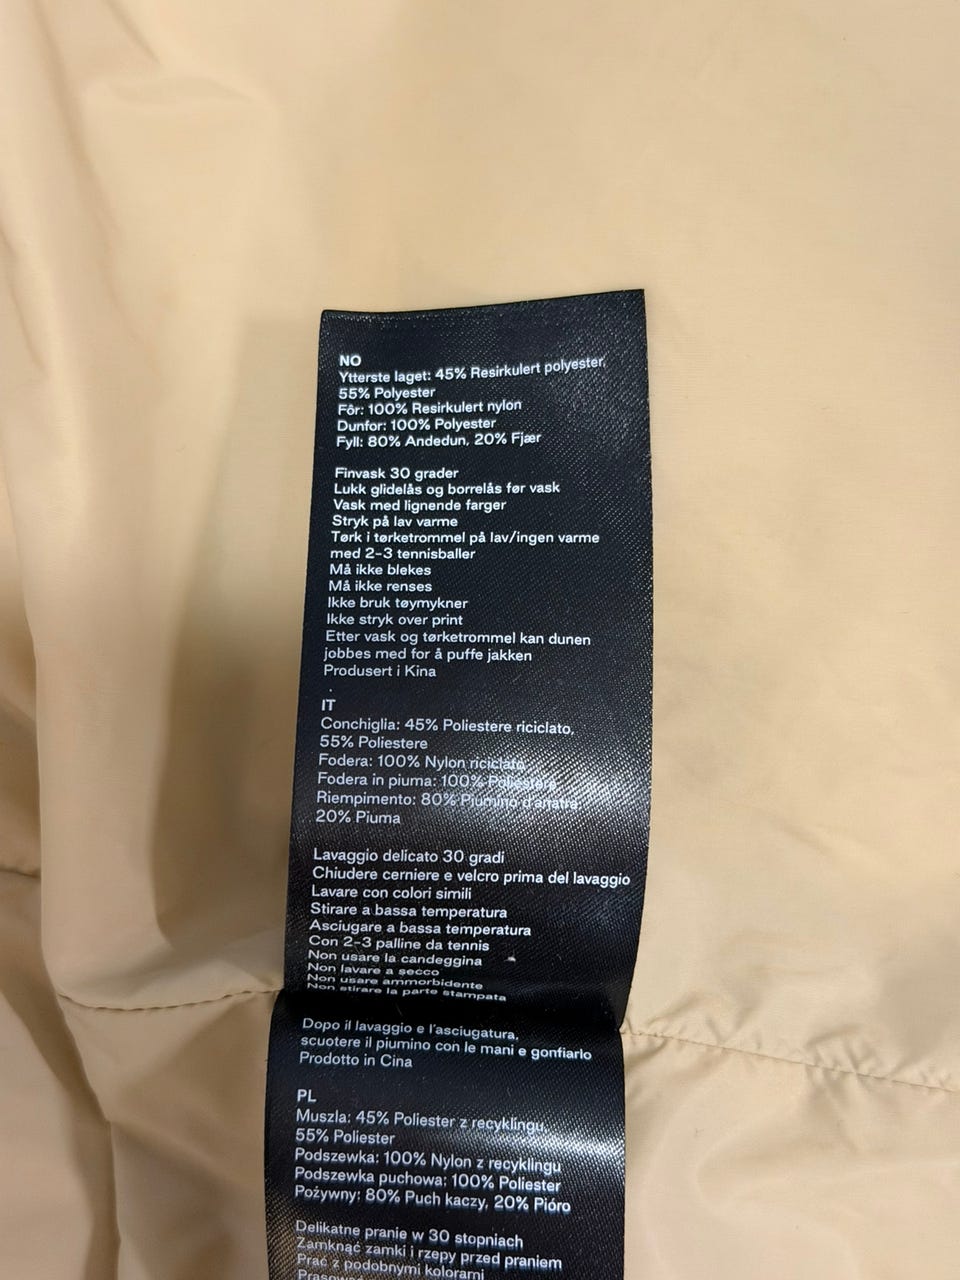 NO
Ytterste laget: 45% Resirkulert polyester,
55% Polyester
Fôr: 100% Resirkulert nylon
Dunfor: 100% Polyester
Fyll: 80% Andedun, 20% Fjær
Finvask 30 grader
Lukk glidelås og borrelås før vask
Vask med lignende farger
Stryk på lav varme
Tørk i tørketrommel på lav/ingen varme
med 2-3 tennisballer
Må ikke blekes
Må ikke renses
Ikke bruk tøymykner
Ikke stryk over print
Etter vask og tørketrommel kan dunen
jobbes med for å puffe jakken
Produsert i Kina
.
IT
Conchiglia: 45% Poliestere riciclato,
55% Poliestere
Fodera: 100% Nylon riciclato
Fodera in piuma: 100% Poliestere
Riempimento: 80% Piumino d'anatra,
20% Piuma
Lavaggio delicato 30 gradi
Chiudere cerniere e velcro prima del lavaggio
Lavare con colori simili
Stirare a bassa temperatura
Asciugare a bassa temperatura
Con 2-3 palline da tennis
Non usare la candeggina
Non lavare a secco
Non usare ammorbidente
Non stirare la parte stampata
Dopo il lavaggio e l'asciugatura,
scuotere il piumino con le mani e gonfiarlo
Prodotto in Cina
PL
Muszla: 45% Poliester z recyklingu,
55% Poliester
Podszewka: 100% Nylon z recyklingu
Podszewka puchowa: 100% Poliester
Pożywny: 80% Puch kaczy, 20% Pióro
Delikatne pranie w 30 stopniach
Zamknąć zamki i rzepy przed praniem
Prać z podobnymi kolorami